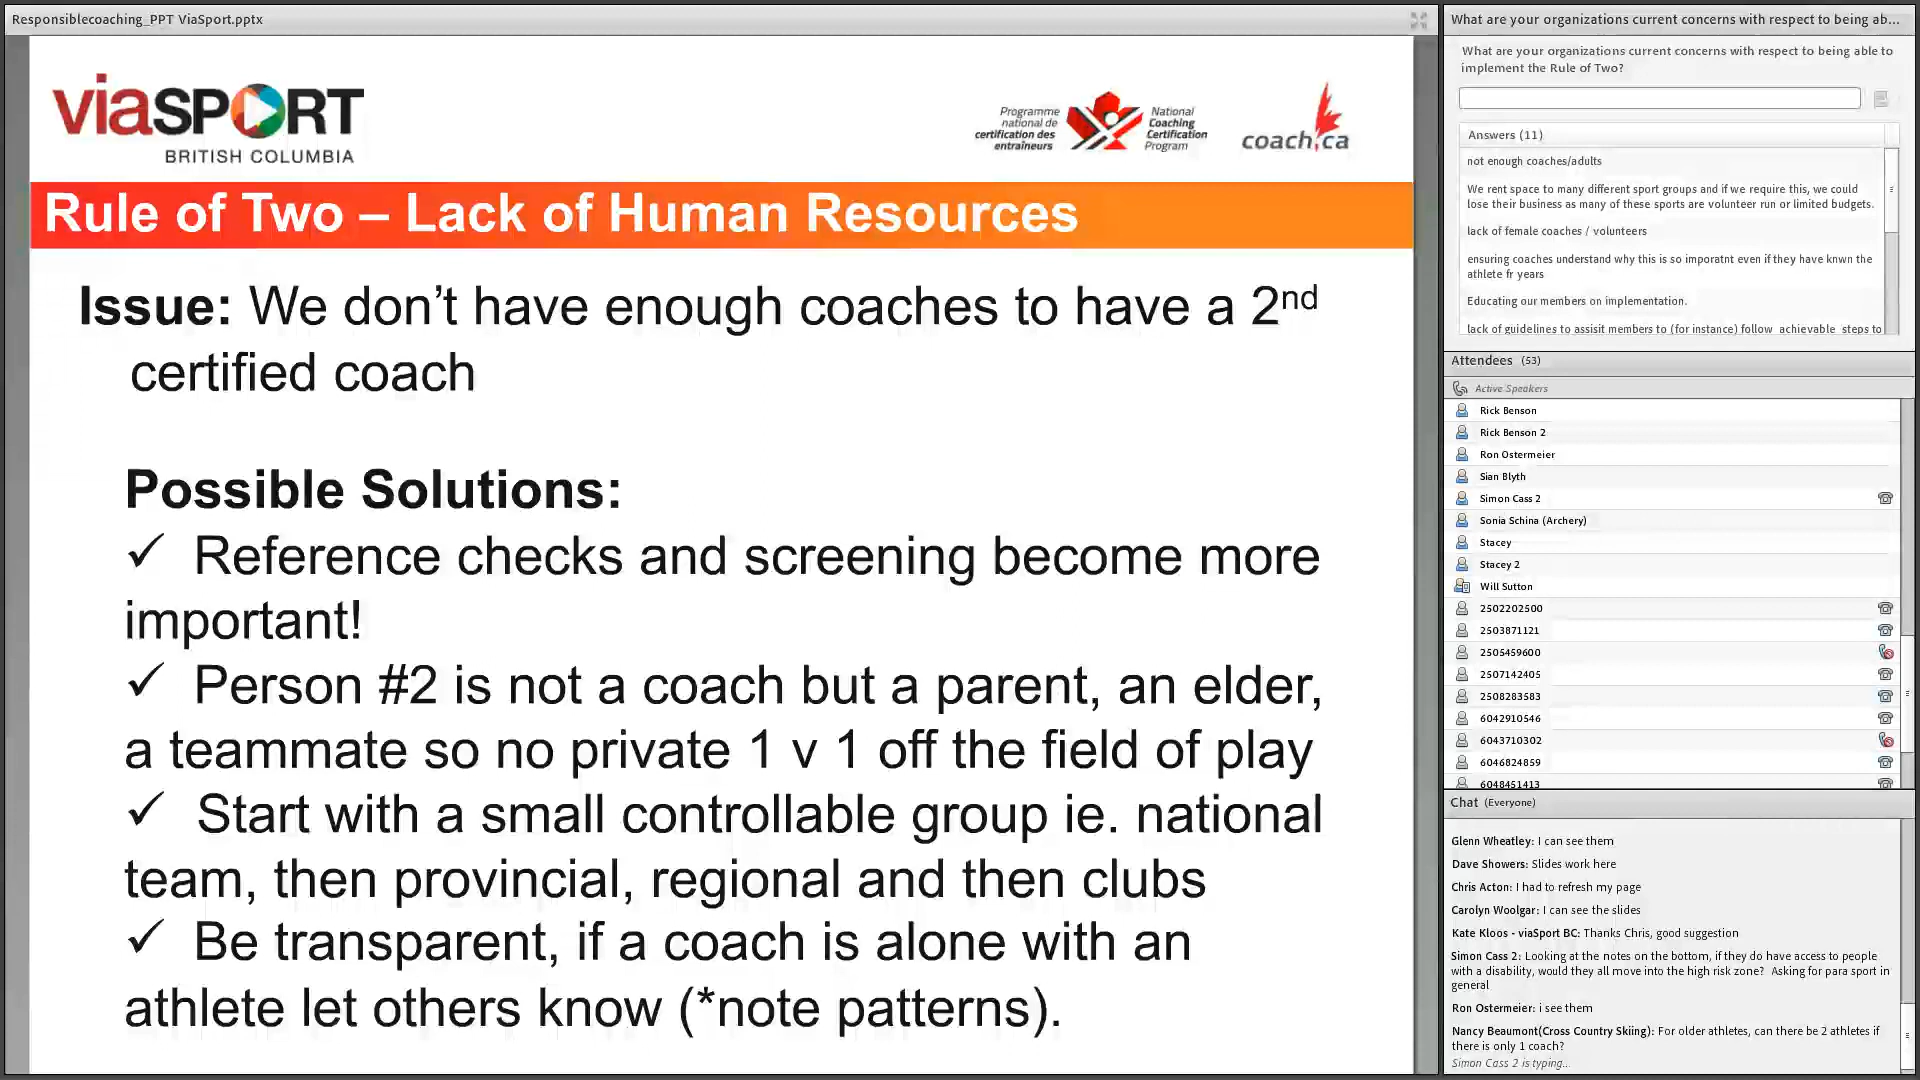 Responsiblecoaching_PPT ViaSport.pptx
viaSPORT
BRITISH COLUMBIA
Programme
national de
certification des
entraîneurs
National
Coaching
Certification
Program
coach.ca
Rule of Two – Lack of Human Resources
Issue: We don’t have enough coaches to have a 2nd
certified coach
Possible Solutions:
✓ Reference checks and screening become more
important!
✓ Person #2 is not a coach but a parent, an elder,
a teammate so no private 1 v 1 off the field of play
✓ Start with a small controllable group ie. national
team, then provincial, regional and then clubs
✓ Be transparent, if a coach is alone with an
athlete let others know (*note patterns).
What are your organizations current concerns with respect to being ab...
What are your organizations current concerns with respect to being able to
implement the Rule of Two?
Answers (11)
not enough coaches/adults
We rent space to many different sport groups and if we require this, we could
lose their business as many of these sports are volunteer run or limited budgets.
lack of female coaches / volunteers
ensuring coaches understand why this is so imporatnt even if they have knwn the
athlete fr years
Educating our members on implementation.
lack of guidelines to assisit members to (for instance) follow achievable steps to
Attendees (53)
Active Speakers
Rick Benson
Rick Benson 2
Ron Ostermeier
Sian Blyth
Simon Cass 2
Sonia Schina (Archery)
Stacey
Stacey 2
Will Sutton
2502202500
2503871121
2505459600
2507142405
2508283583
6042910546
6043710302
6046824859
6048451413
Chat (Everyone)
Glenn Wheatley: I can see them
Dave Showers: Slides work here
Chris Acton: I had to refresh my page
Carolyn Woolgar: I can see the slides
Kate Kloos - viaSport BC: Thanks Chris, good suggestion
Simon Cass 2: Looking at the notes on the bottom, if they do have access to people
with a disability, would they all move into the high risk zone? Asking for para sport in
general
Ron Ostermeier: i see them
Nancy Beaumont(Cross Country Skiing): For older athletes, can there be 2 athletes if
there is only 1 coach?
Simon Cass 2 is typing...